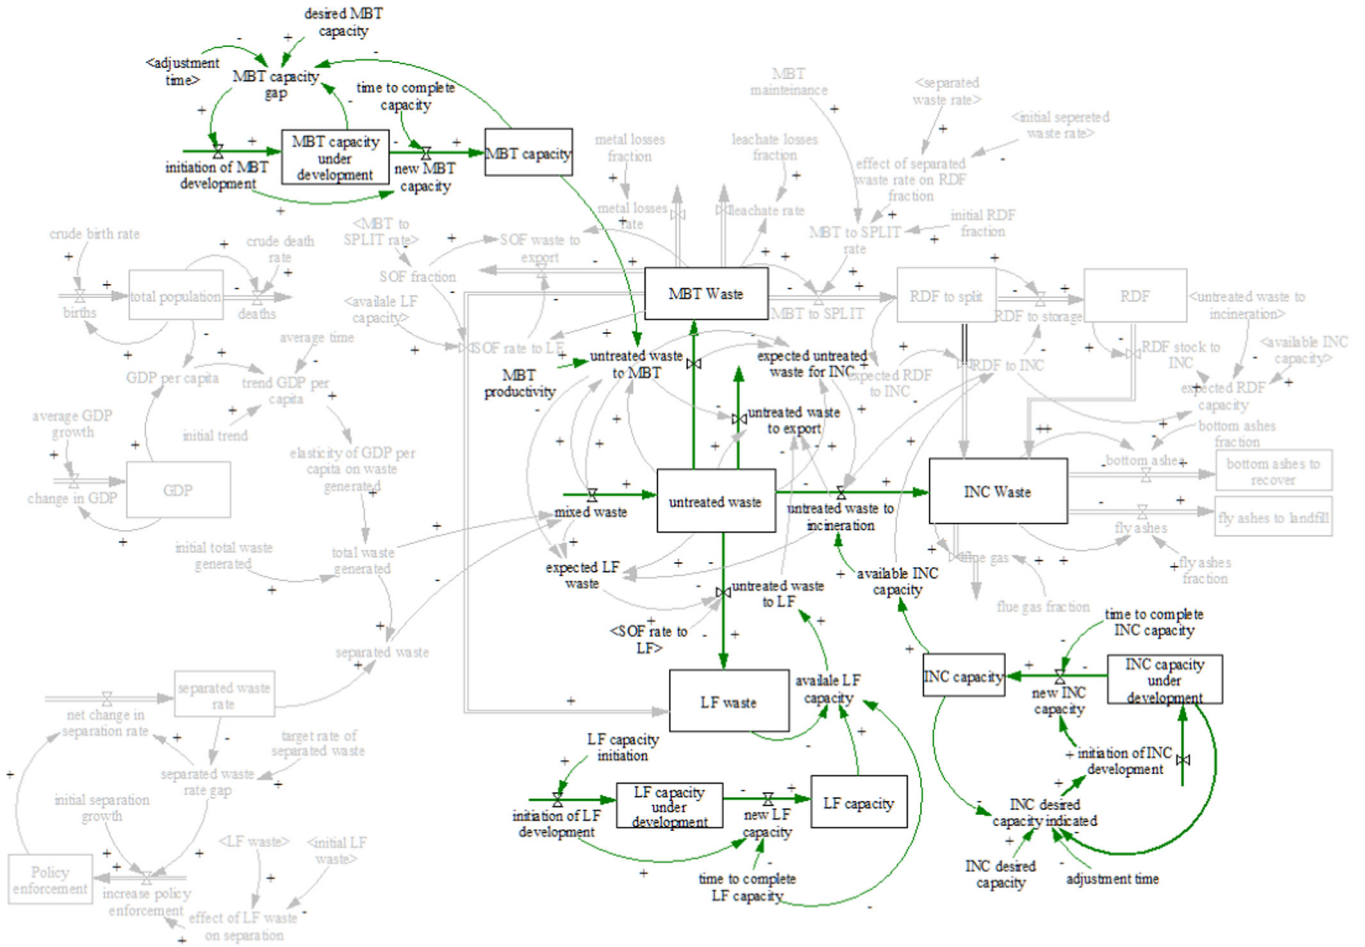 desired MBT
capacity
<adjustment
time>
MBT capacity
gap
time to complete
capacity
MBT capacity
under
development
MBT capacity
initiation of MBT
development
new MBT
capacity
MBT
mainteinance
<separated
waste rate>
<initial sepereted
waste rate>
metal losses
fraction
leachate losses
fraction
effect of separated
waste rate on RDF
fraction
metal losses
rate
leachate rate
MBT to SPLIT
rate
initial RDF
fraction
crude birth rate
crude death
rate
<MBT to
SPLIT rate>
SOF waste to
export
SOF fraction
total population
births
deaths
<availale LF
capacity>
MBT Waste
MBT to SPLIT
RDF to split
RDF to storage
RDF
<untreated waste to
incineration>
average time
SOF rate to LF
untreated waste
to MBT
expected untreated
waste for INC
RDF to INC
RDF stock to
INC
<available INC
capacity>
GDP per capita
trend GDP per
capita
MBT
productivity
expected RDF
to INC
expected RDF
capacity
average GDP
growth
initial trend
untreated waste
to export
bottom ashes
fraction
elasticity of GDP per
capita on waste
generated
change in GDP
GDP
mixed waste
untreated waste
untreated waste to
incineration
INC Waste
bottom ashes
bottom ashes to
recover
fly ashes
fly ashes to landfill
initial total waste
generated
total waste
generated
expected LF
waste
untreated waste
to LF
available INC
capacity
flue gas
fly ashes
fraction
flue gas fraction
<SOF rate to
LF>
time to complete
INC capacity
separated waste
separated waste
rate
net change in
separation rate
LF waste
availale LF
capacity
INC capacity
new INC
capacity
INC capacity
under
development
target rate of
separated waste
separated waste
rate gap
LF capacity
initiation
initiation of INC
development
initial separation
growth
initiation of LF
development
LF capacity
under
development
new LF
capacity
LF capacity
INC desired
capacity indicated
<LF waste>
<initial LF
waste>
Policy
enforcement
increase policy
enforcement
effect of LF waste
on separation
time to complete
LF capacity
INC desired
capacity
adjustment time